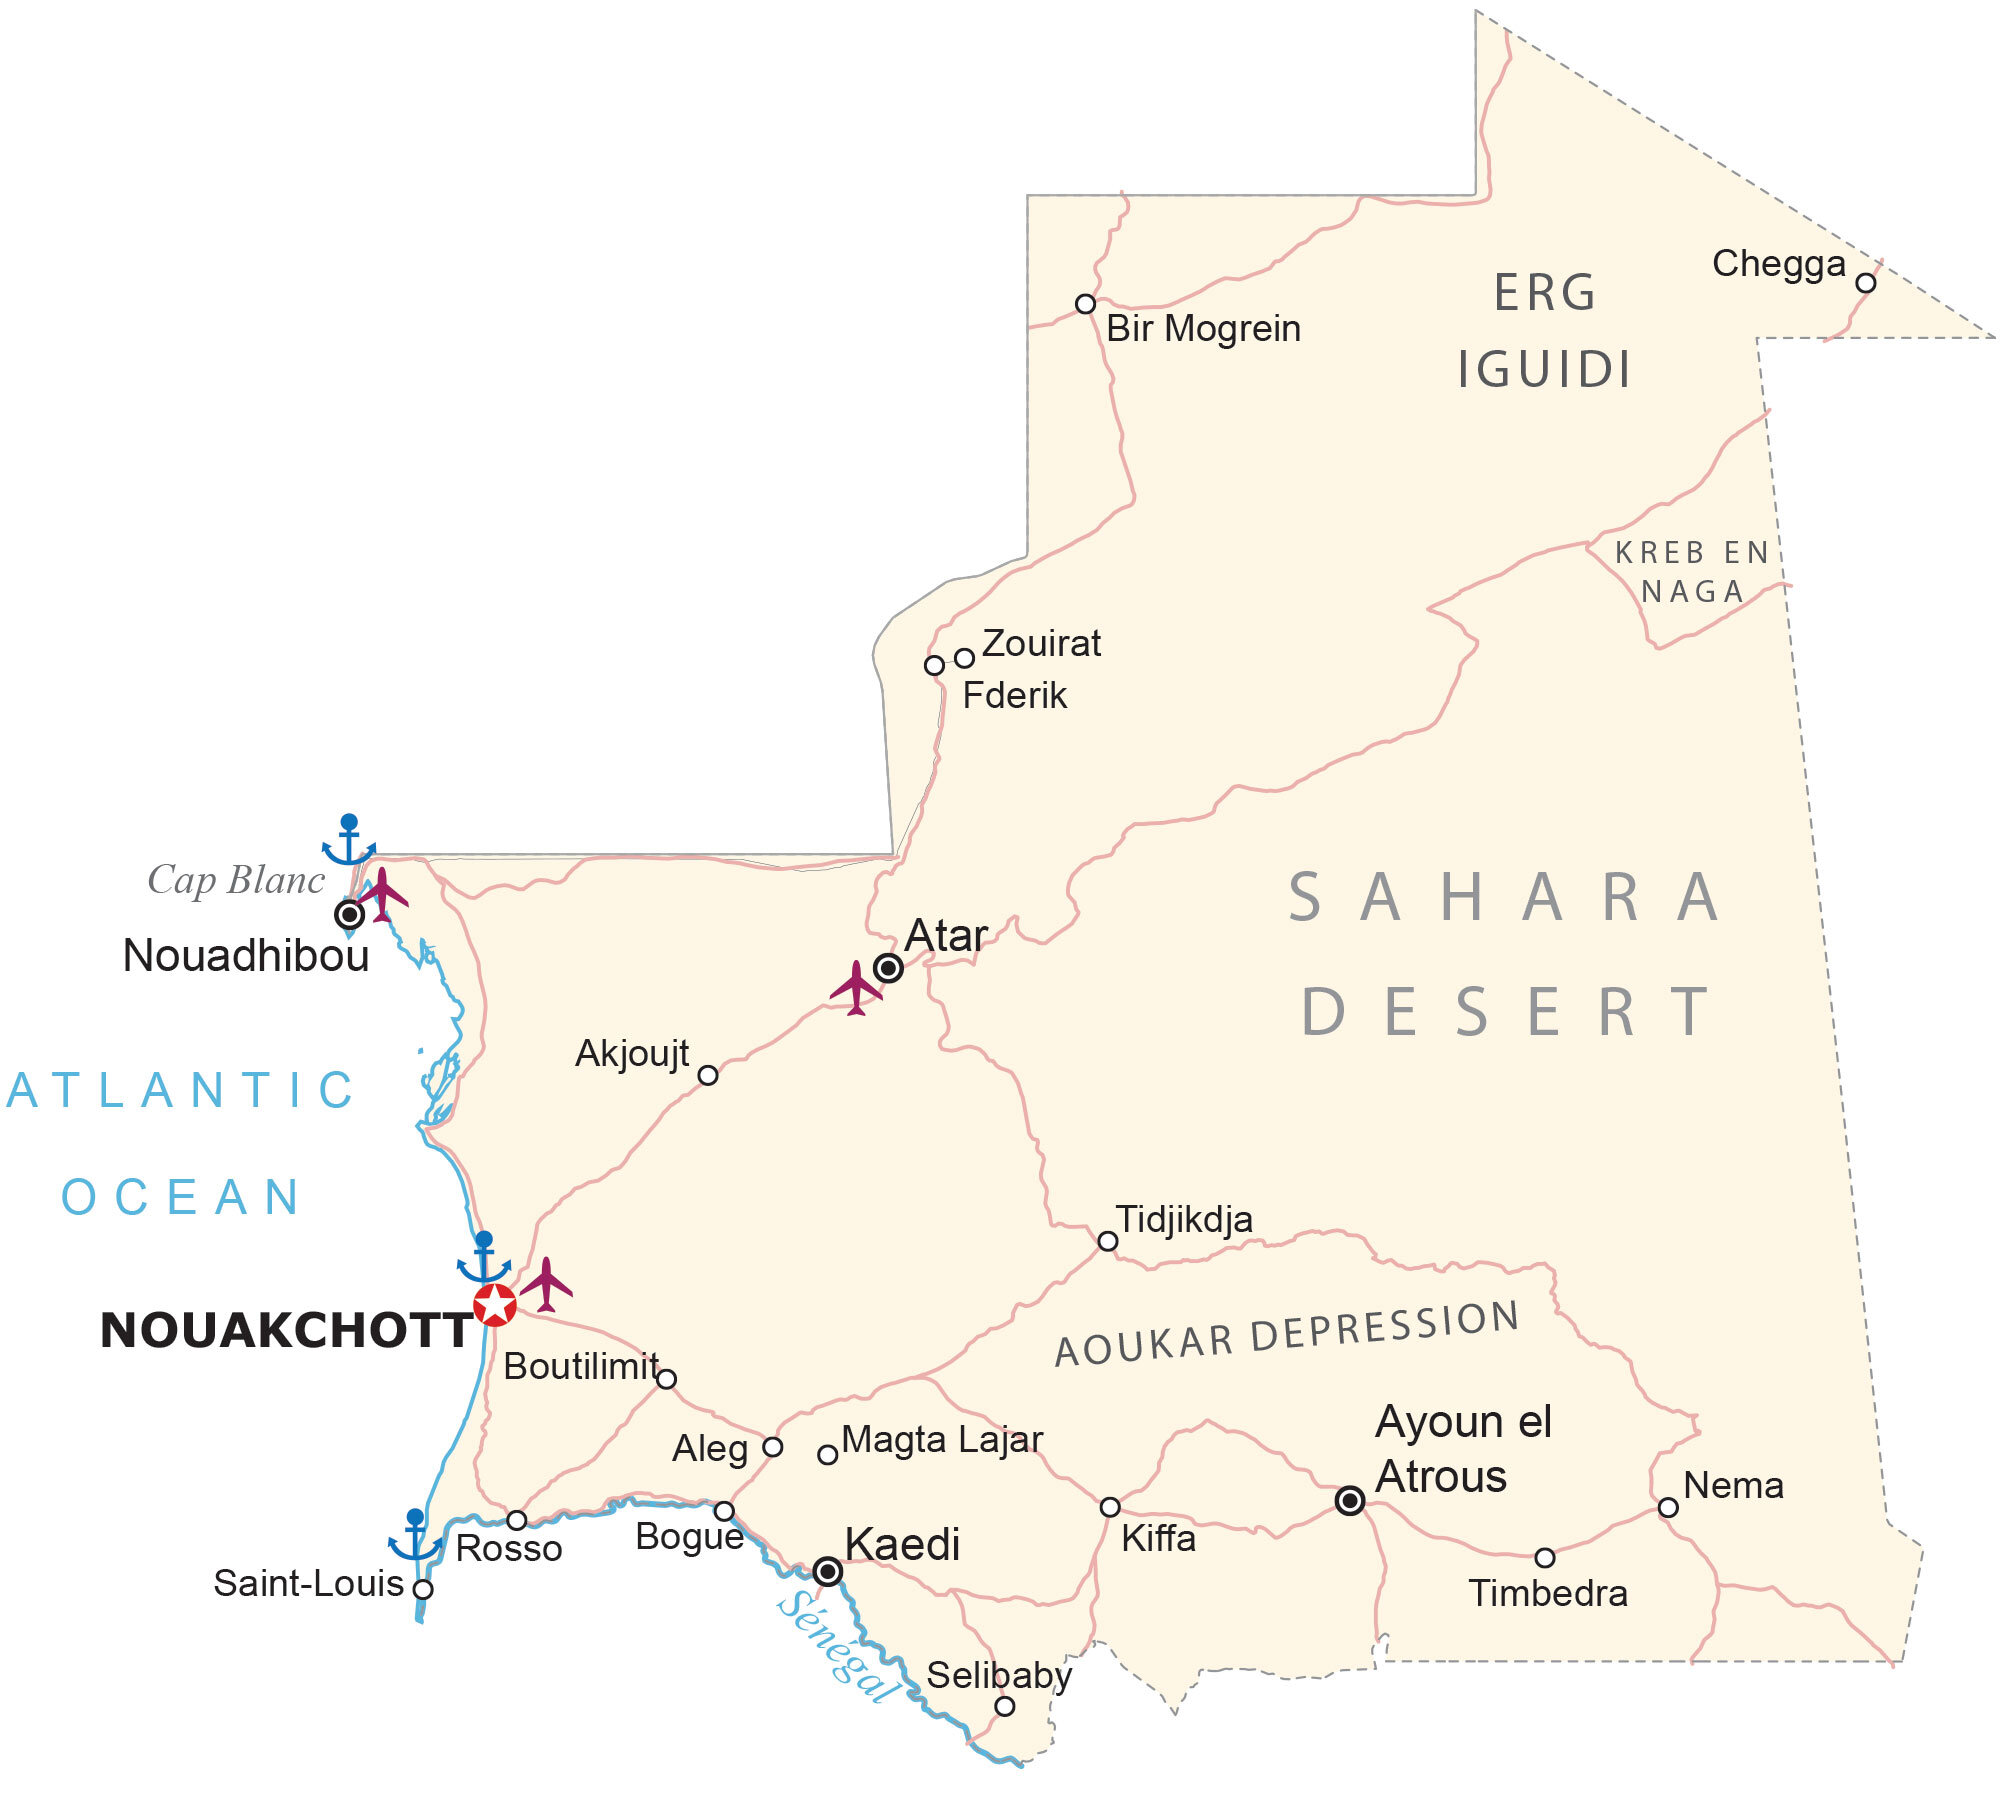 Chegga
ERG
IGUIDI
Bir Mogrein
KREB EN
NAGA
Zouirat
Fderik
Cap Blanc
Nouadhibou
SAHARA
DESERT
Atar
Akjoujt
ATLANTIC
OCEAN
Tidjikdja
NOUAKCHOTT
AOUKAR DEPRESSION
Boutilimit
Aleg
Magta Lajar
Ayoun el
Atrous
Nema
Rosso
Bogue
Kaedi
Kiffa
Saint-Louis
Timbedra
Sénégal
Selibaby